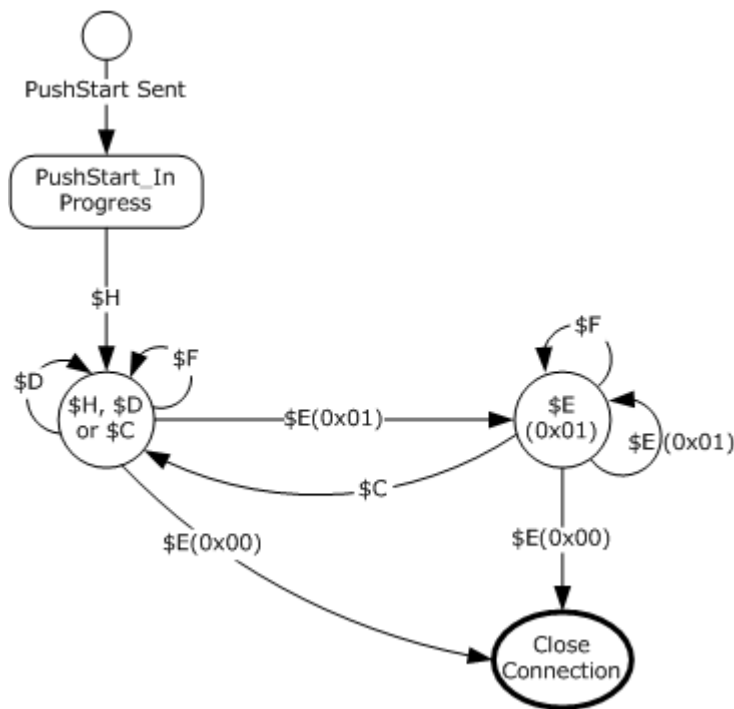 PushStart Sent
PushStart_In
Progress
$H
$F
$D
$F
$H, $D
or $C
$E(0x01)
$E
(0x01)
$E(0x01)
$C
$E(0x00)
$E(0x00)
Close
Connection